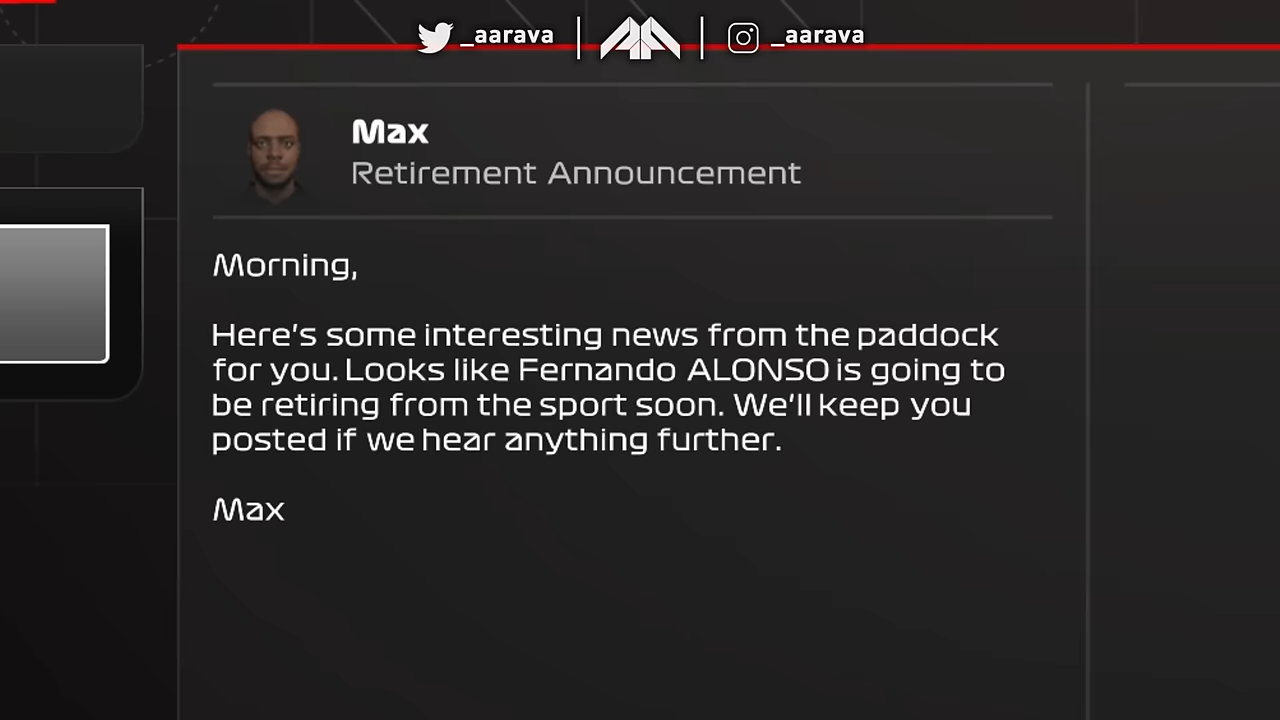 _aarava _aarava
Max
Retirement Announcement
Morning,
Here's some interesting news from the paddock
for you. Looks like Fernando ALONSO is going to
be retiring from the sport soon. We'll keep you
posted if we hear anything further.
Max